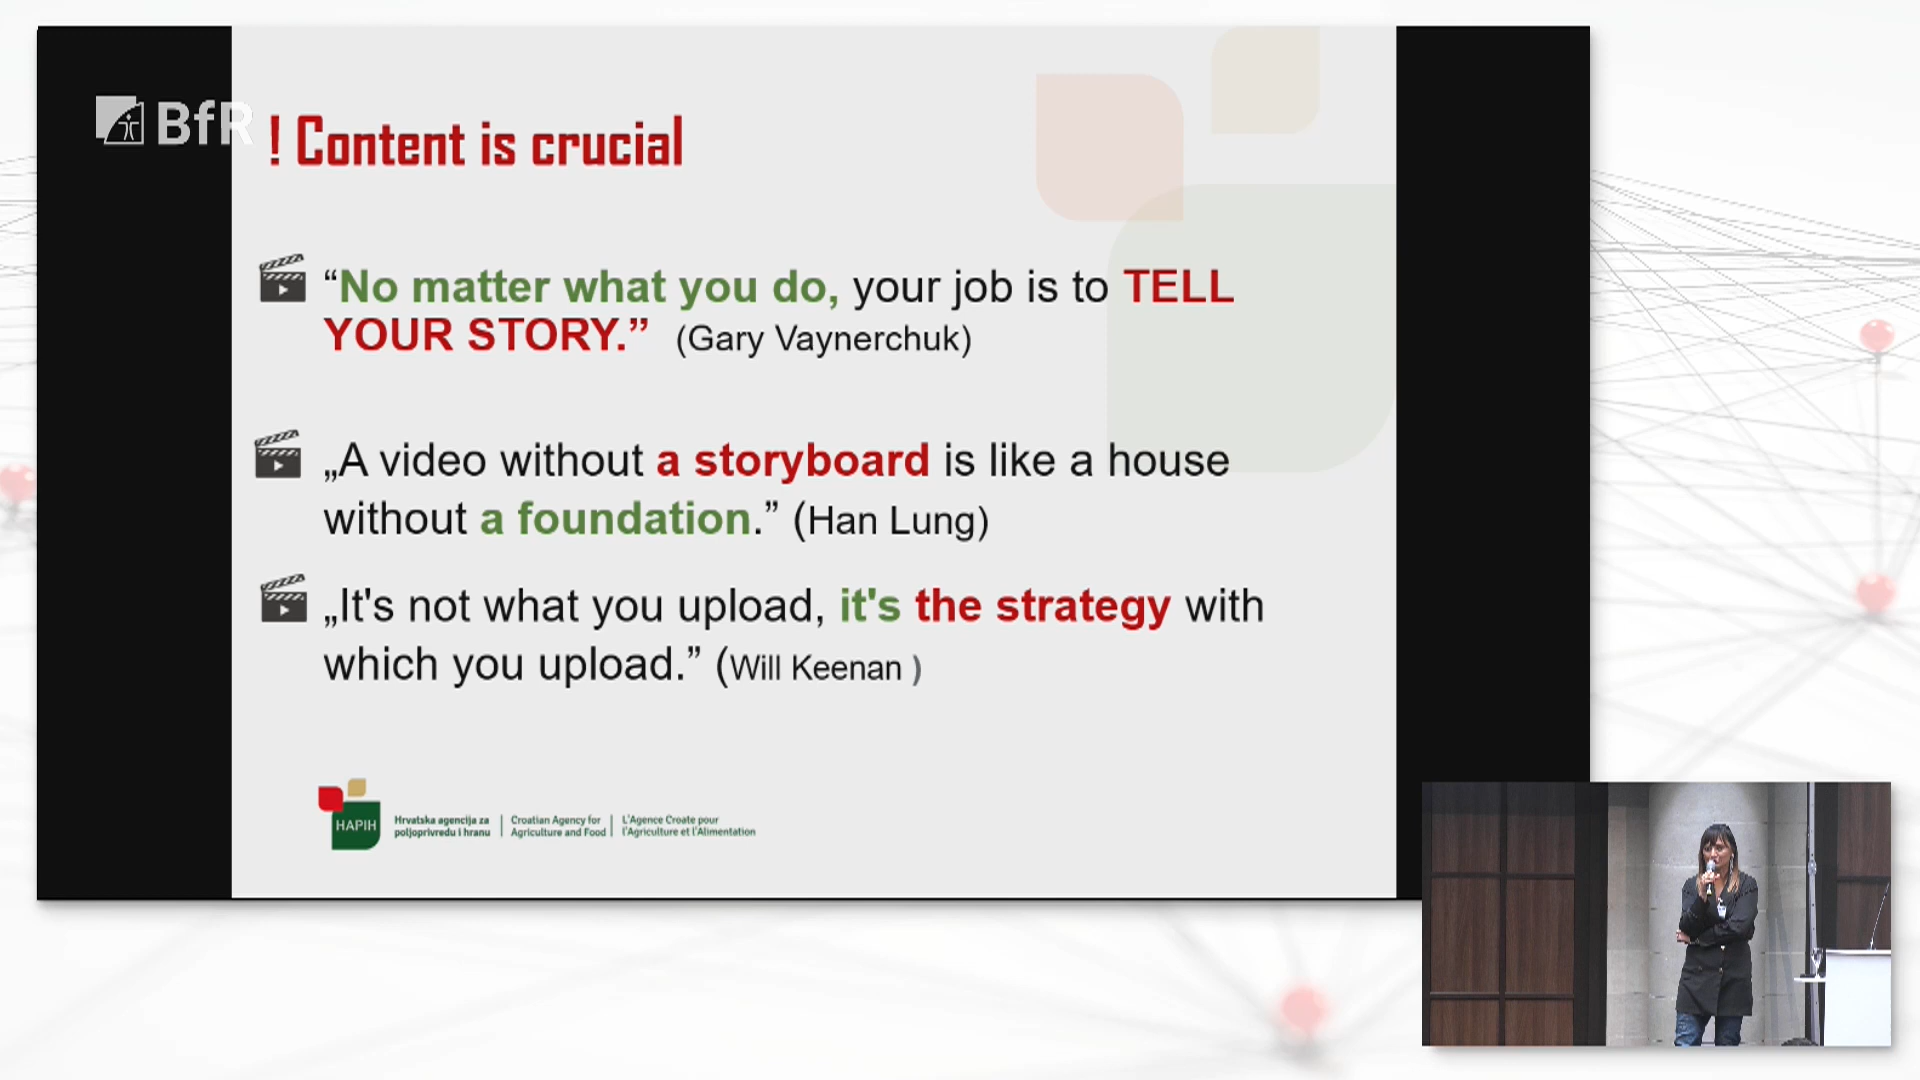 BfR
! Content is crucial
“No matter what you do, your job is to TELL
YOUR STORY.” (Gary Vaynerchuk)
„A video without a storyboard is like a house
without a foundation.” (Han Lung)
„It's not what you upload, it's the strategy with
which you upload.” (Will Keenan )
HAPIH
Hrvatska agencija za
poljoprivredu i hranu
Croatian Agency for
Agriculture and Food
L'Agence Croate pour
l'Agriculture et l'Alimentation